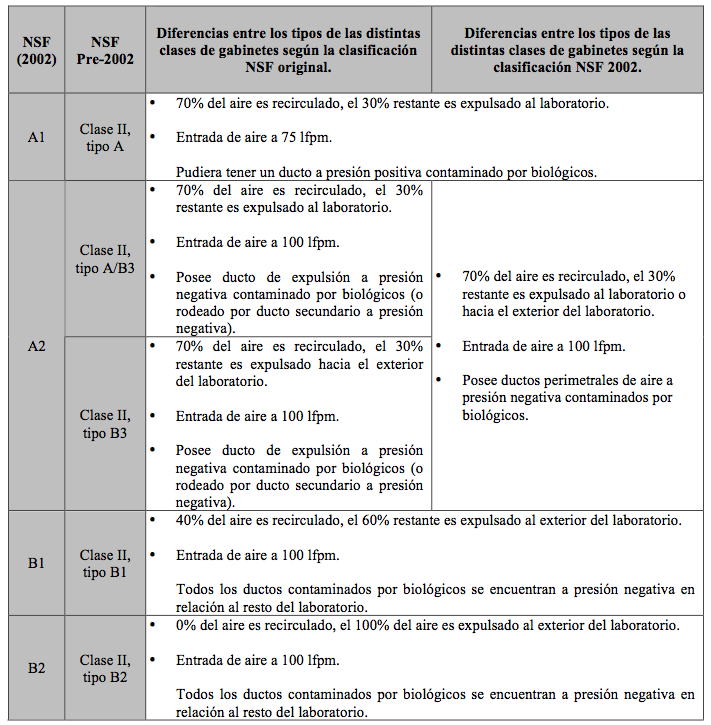 NSF
(2002)
NSF
Pre-2002
Diferencias entre los tipos de las distintas
clases de gabinetes según la clasificación
NSF original.
Diferencias entre los tipos de las
distintas clases de gabinetes según la
clasificación NSF 2002.
A1
Clase II,
tipo A
• 70% del aire es recirculado, el 30% restante es expulsado al laboratorio.
• Entrada de aire a 75 lfpm.
Pudiera tener un ducto a presión positiva contaminado por biológicos.
A2
Clase II,
tipo A/B3
• 70% del aire es recirculado, el 30%
restante es expulsado al laboratorio.
• Entrada de aire a 100 lfpm.
• Posee ducto de expulsión a presión
negativa contaminado por biológicos (o
rodeado por ducto secundario a presión
negativa).
Clase II,
tipo B3
• 70% del aire es recirculado, el 30%
restante es expulsado hacia el exterior
del laboratorio.
• Entrada de aire a 100 lfpm.
• Posee ducto de expulsión a presión
negativa contaminado por biológicos (o
rodeado por ducto secundario a presión
negativa).
• 70% del aire es recirculado, el 30%
restante es expulsado al laboratorio o
hacia el exterior del laboratorio.
• Entrada de aire a 100 lfpm.
• Posee ductos perimetrales de aire a
presión negativa contaminados por
biológicos.
B1
Clase II,
tipo B1
• 40% del aire es recirculado, el 60% restante es expulsado al exterior del laboratorio.
• Entrada de aire a 100 lfpm.
Todos los ductos contaminados por biológicos se encuentran a presión negativa en
relación al resto del laboratorio.
B2
Clase II,
tipo B2
• 0% del aire es recirculado, el 100% del aire es expulsado al exterior del laboratorio.
• Entrada de aire a 100 lfpm.
Todos los ductos contaminados por biológicos se encuentran a presión negativa en
relación al resto del laboratorio.